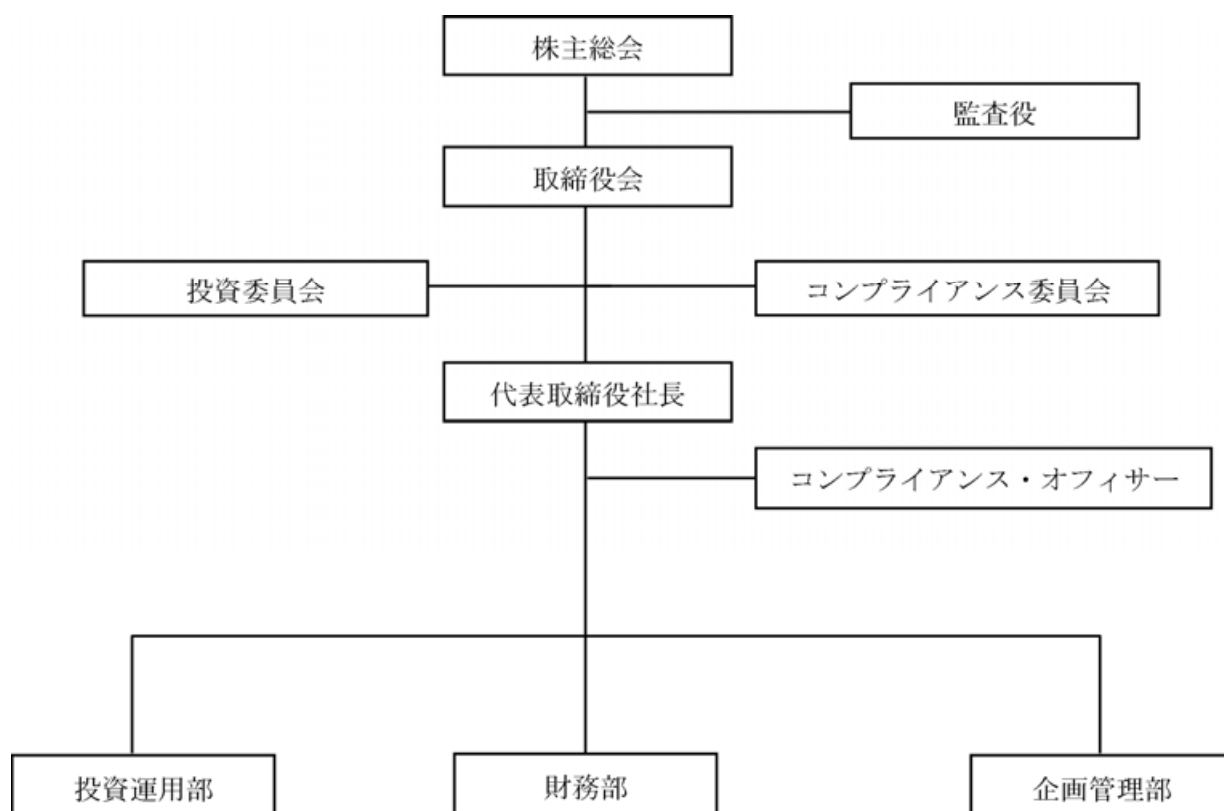 株主総会
監査役
取締役会
投資委員会
コンプライアンス委員会
代表取締役社長
コンプライアンス・オフィサー
投資運用部
財務部
企画管理部